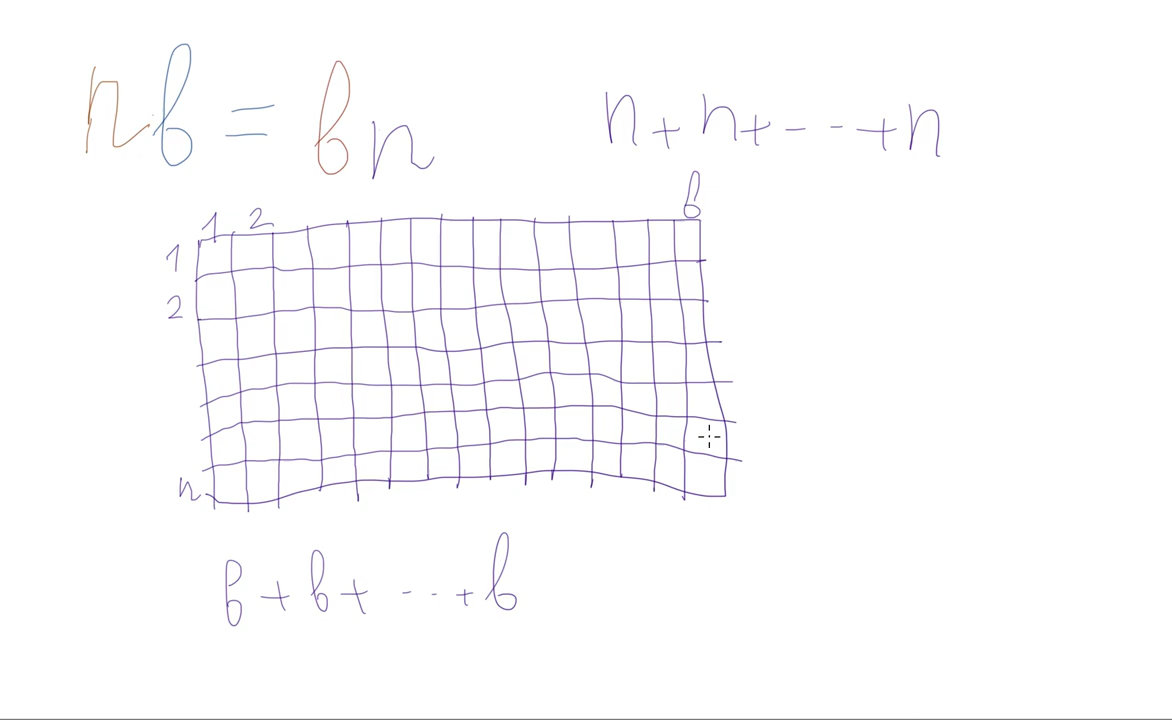 nb = bn
n + n + - - - + n
1 2 b
1
2
n
b + b + - - - + b